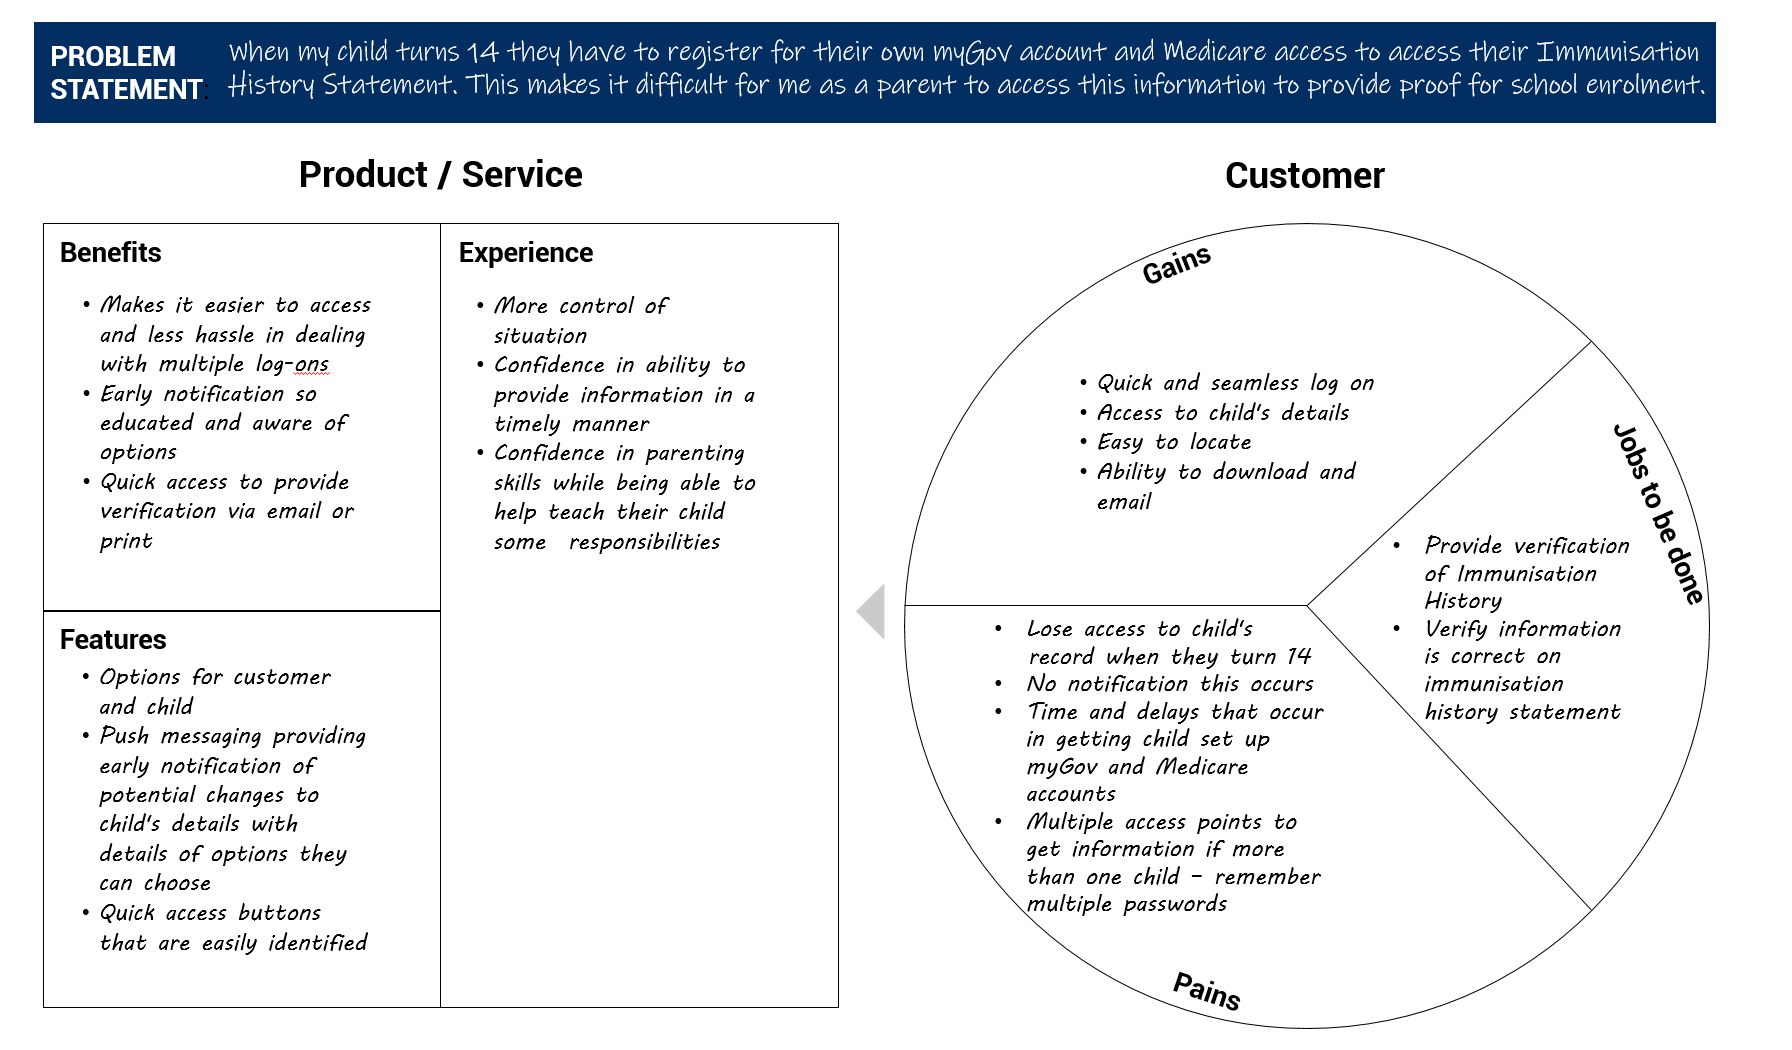 PROBLEM
STATEMENT:
When my child turns 14 they have to register for their own myGov account and Medicare access to access their Immunisation
History Statement. This makes it difficult for me as a parent to access this information to provide proof for school enrolment.
Product / Service
Benefits
• Makes it easier to access
and less hassle in dealing
with multiple log-ons
• Early notification so
educated and aware of
options
• Quick access to provide
verification via email or
print
Experience
• More control of
situation
• Confidence in ability to
provide information in a
timely manner
• Confidence in parenting
skills while being able to
help teach their child
some responsibilities
Features
• Options for customer
and child
• Push messaging providing
early notification of
potential changes to
child's details with
details of options they
can choose
• Quick access buttons
that are easily identified
Customer
Gains
• Quick and seamless log on
• Access to child's details
• Easy to locate
• Ability to download and
email
Jobs to be done
• Provide verification
of Immunisation
History
• Verify information
is correct on
immunisation
history statement
• Lose access to child's
record when they turn 14
• No notification this occurs
• Time and delays that occur
in getting child set up
myGov and Medicare
accounts
• Multiple access points to
get information if more
than one child – remember
multiple passwords
Pains